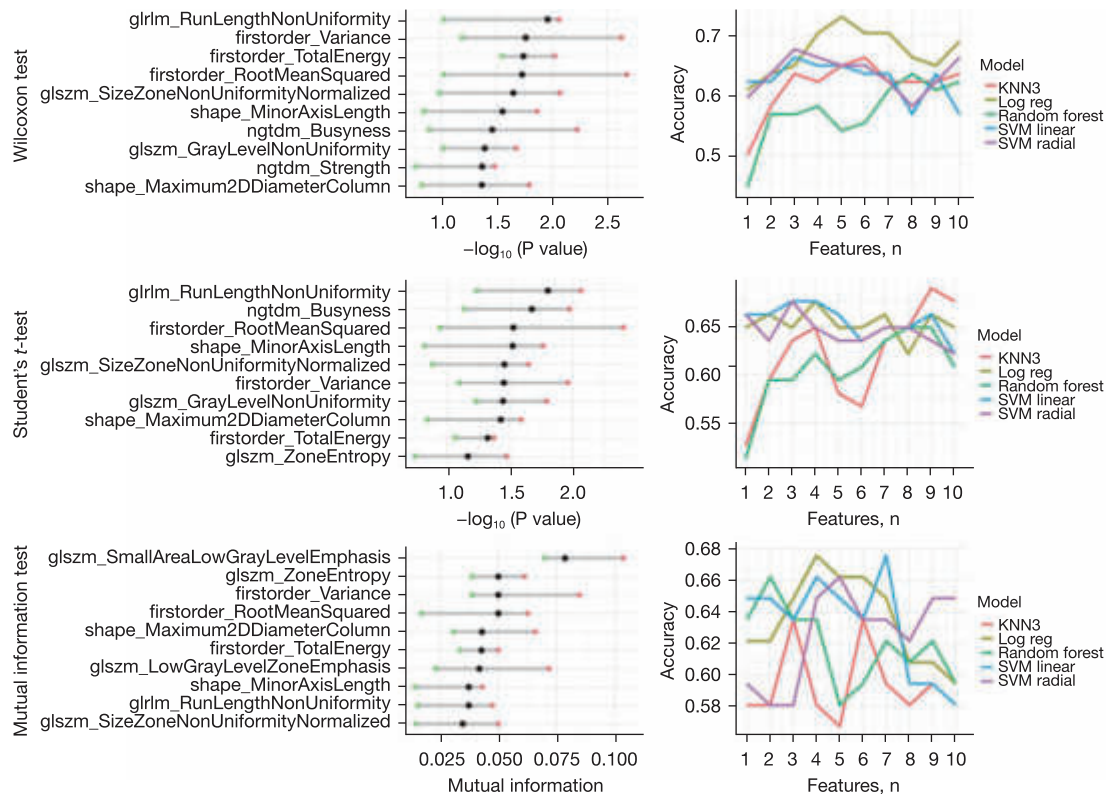 Wilcoxon test
glrlm_RunLengthNonUniformity
firstorder_Variance
firstorder_TotalEnergy
firstorder_RootMeanSquared
glszm_SizeZoneNonUniformityNormalized
shape_MinorAxisLength
ngtdm_Busyness
glszm_GrayLevelNonUniformity
ngtdm_Strength
shape_Maximum2DDiameterColumn
1.0 1.5 2.0 2.5
–log10 (P value)
Accuracy
0.7
0.6
0.5
1 2 3 4 5 6 7 8 9 10
Features, n
Model
KNN3
Log reg
Random forest
SVM linear
SVM radial
Student's t-test
glrlm_RunLengthNonUniformity
ngtdm_Busyness
firstorder_RootMeanSquared
shape_MinorAxisLength
glszm_SizeZoneNonUniformityNormalized
firstorder_Variance
glszm_GrayLevelNonUniformity
shape_Maximum2DDiameterColumn
firstorder_TotalEnergy
glszm_ZoneEntropy
1.0 1.5 2.0
–log10 (P value)
Accuracy
0.65
0.60
0.55
1 2 3 4 5 6 7 8 9 10
Features, n
Model
KNN3
Log reg
Random forest
SVM linear
SVM radial
Mutual information test
glszm_SmallAreaLowGrayLevelEmphasis
glszm_ZoneEntropy
firstorder_Variance
firstorder_RootMeanSquared
shape_Maximum2DDiameterColumn
firstorder_TotalEnergy
glszm_LowGrayLevelZoneEmphasis
shape_MinorAxisLength
glrlm_RunLengthNonUniformity
glszm_SizeZoneNonUniformityNormalized
0.025 0.050 0.075 0.100
Mutual information
Accuracy
0.68
0.66
0.64
0.62
0.60
0.58
1 2 3 4 5 6 7 8 9 10
Features, n
Model
KNN3
Log reg
Random forest
SVM linear
SVM radial